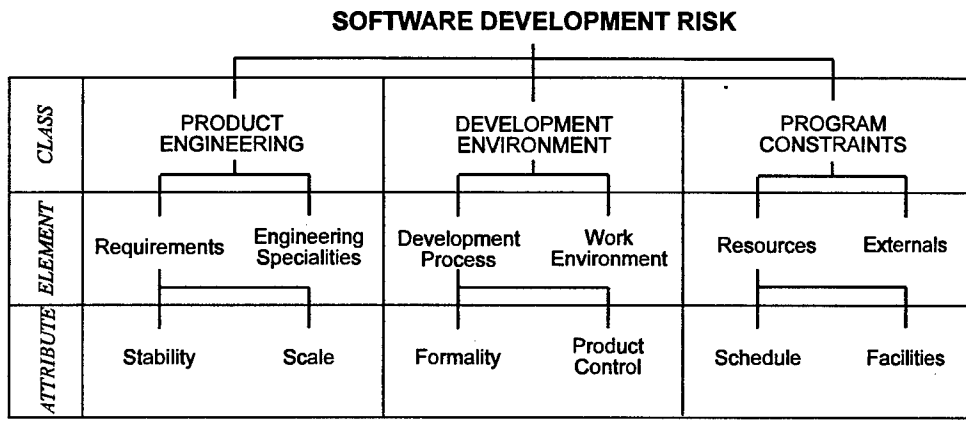 SOFTWARE DEVELOPMENT RISK
CLASS
PRODUCT
ENGINEERING
DEVELOPMENT
ENVIRONMENT
PROGRAM
CONSTRAINTS
ELEMENT
Requirements
Engineering
Specialities
Development
Process
Work
Environment
Resources
Externals
ATTRIBUTE
Stability
Scale
Formality
Product
Control
Schedule
Facilities